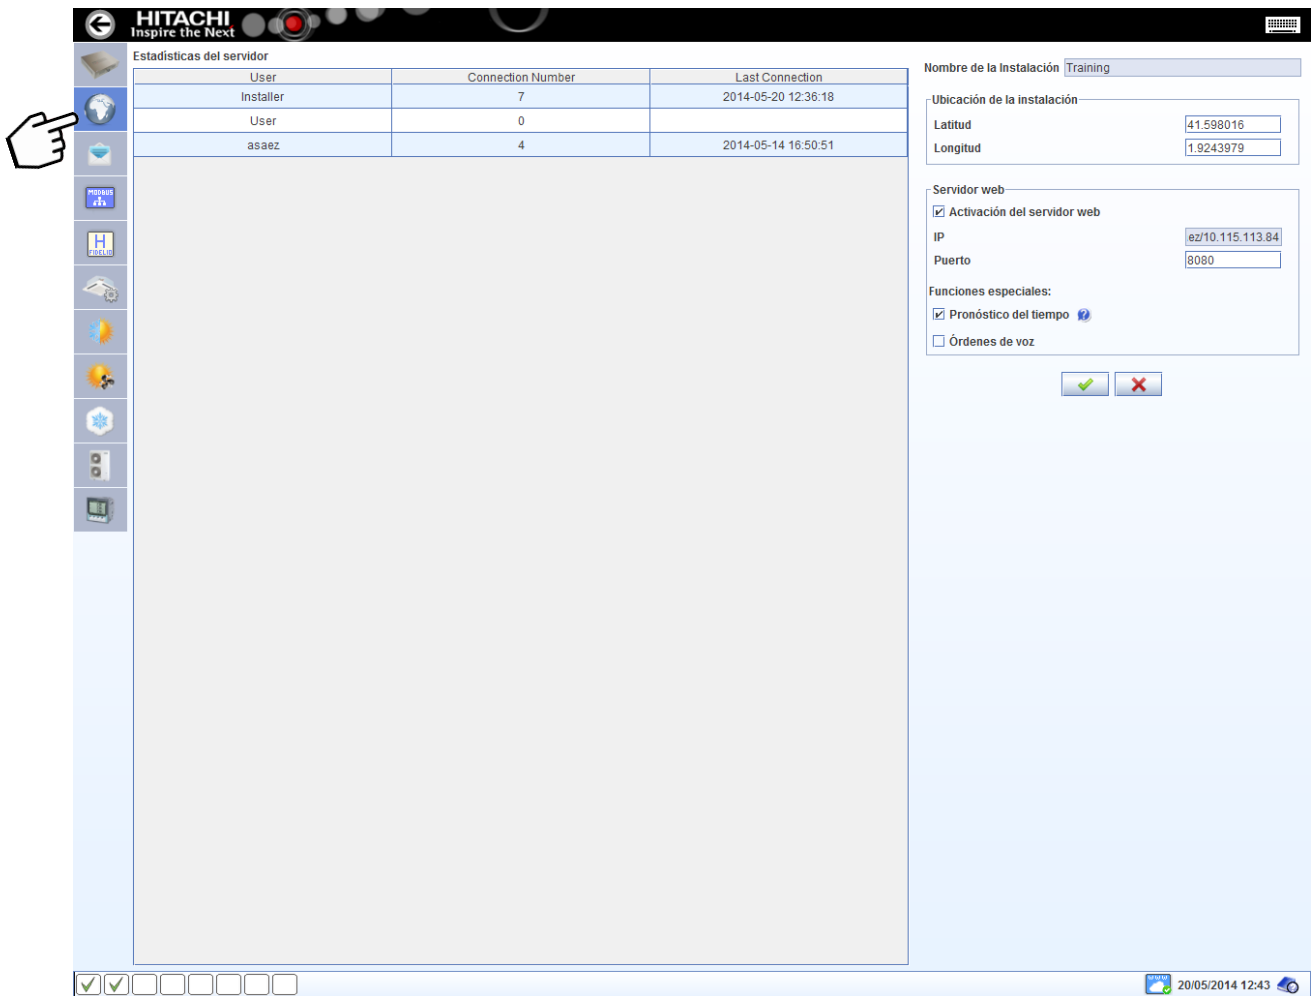 HITACHI
Inspire the Next
Estadísticas del servidor
User Connection Number Last Connection
Installer 7 2014-05-20 12:36:18
User 0
asaez 4 2014-05-14 16:50:51
MODBUS
H
FIDELIO
Nombre de la Instalación Training
Ubicación de la instalación
Latitud 41.598016
Longitud 1.9243979
Servidor web
Activación del servidor web
IP ez/10.115.113.84
Puerto 8080
Funciones especiales:
Pronóstico del tiempo ?
Órdenes de voz
www 20/05/2014 12:43